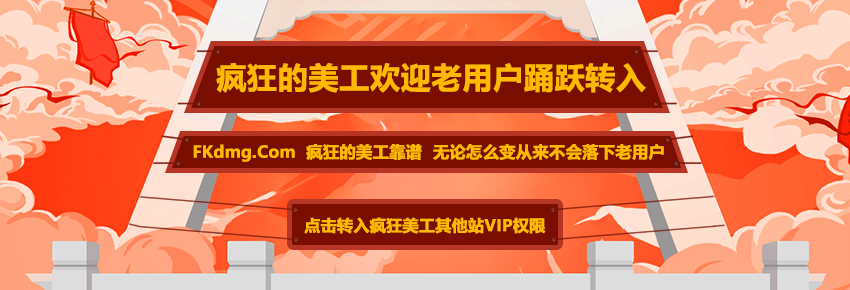 疯狂的美工欢迎老用户踊跃转入
FKdmg.Com 疯狂的美工靠谱 无论怎么变从来不会落下老用户
点击转入疯狂美工其他站VIP权限